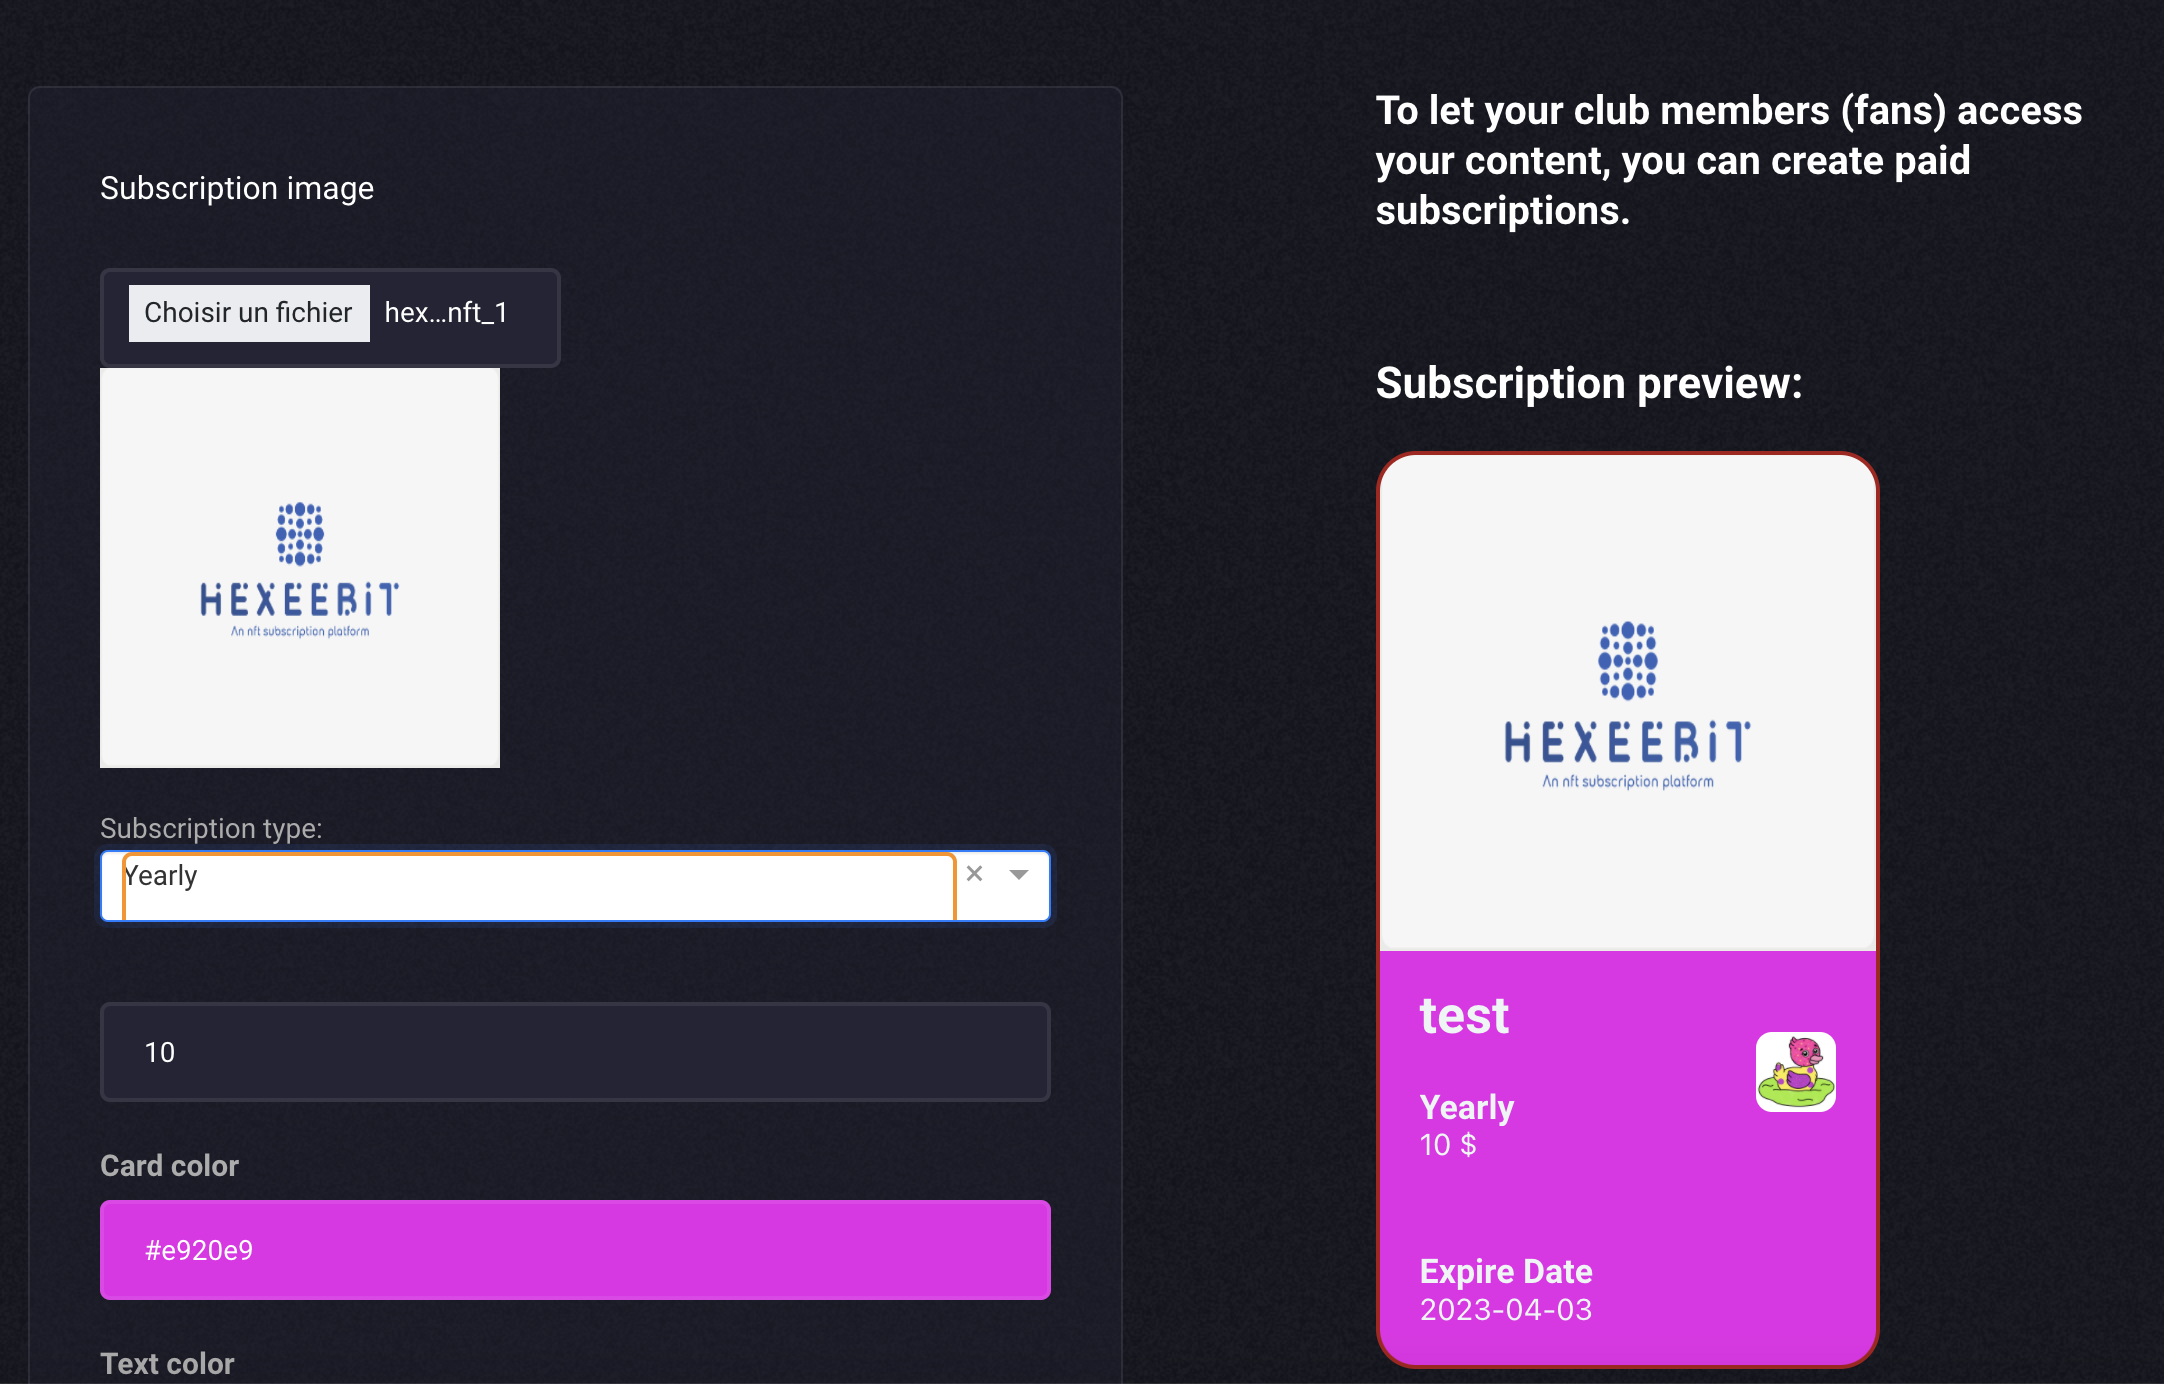 Subscription image
Choisir un fichier hex...nft_1
HEXEEBiT
An nft subscription platform
Subscription type:
Yearly
10
Card color
#e920e9
Text color
To let your club members (fans) access
your content, you can create paid
subscriptions.
Subscription preview:
HEXEEBiT
An nft subscription platform
test
Yearly
10 $
Expire Date
2023-04-03